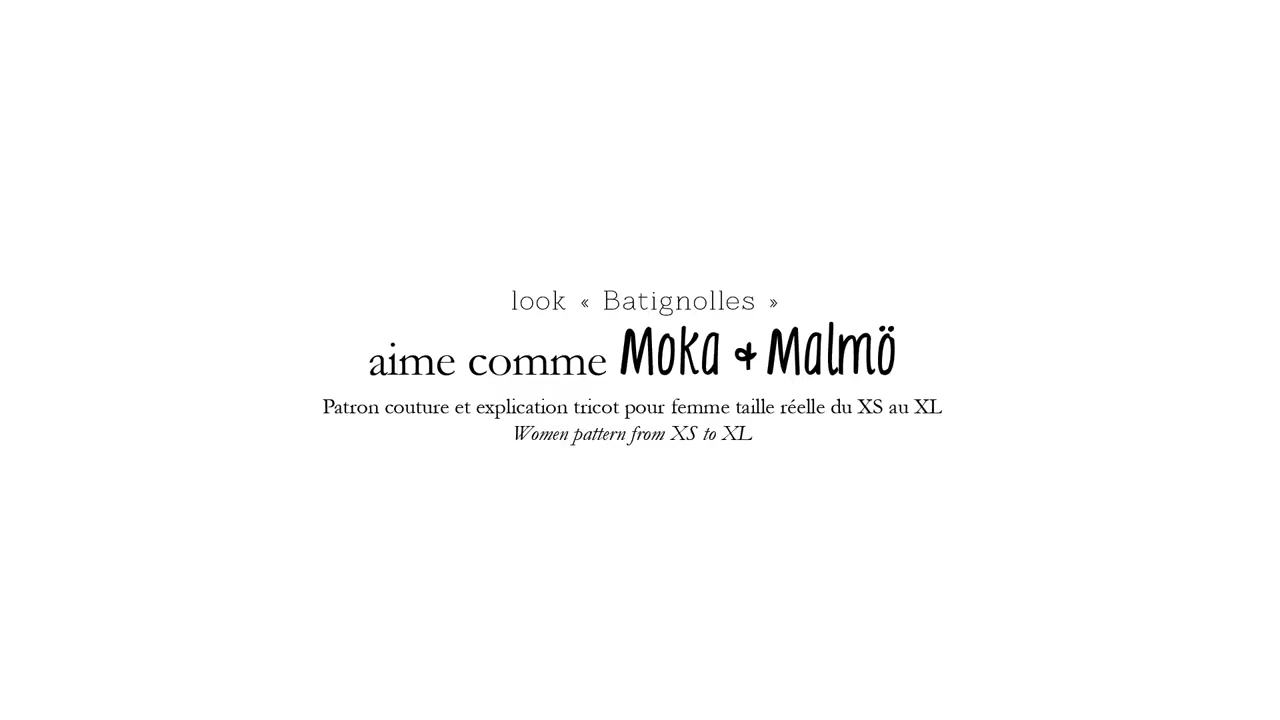 look « Batignolles »
aime comme Moka & Malmö
Patron couture et explication tricot pour femme taille réelle du XS au XL
Women pattern from XS to XL